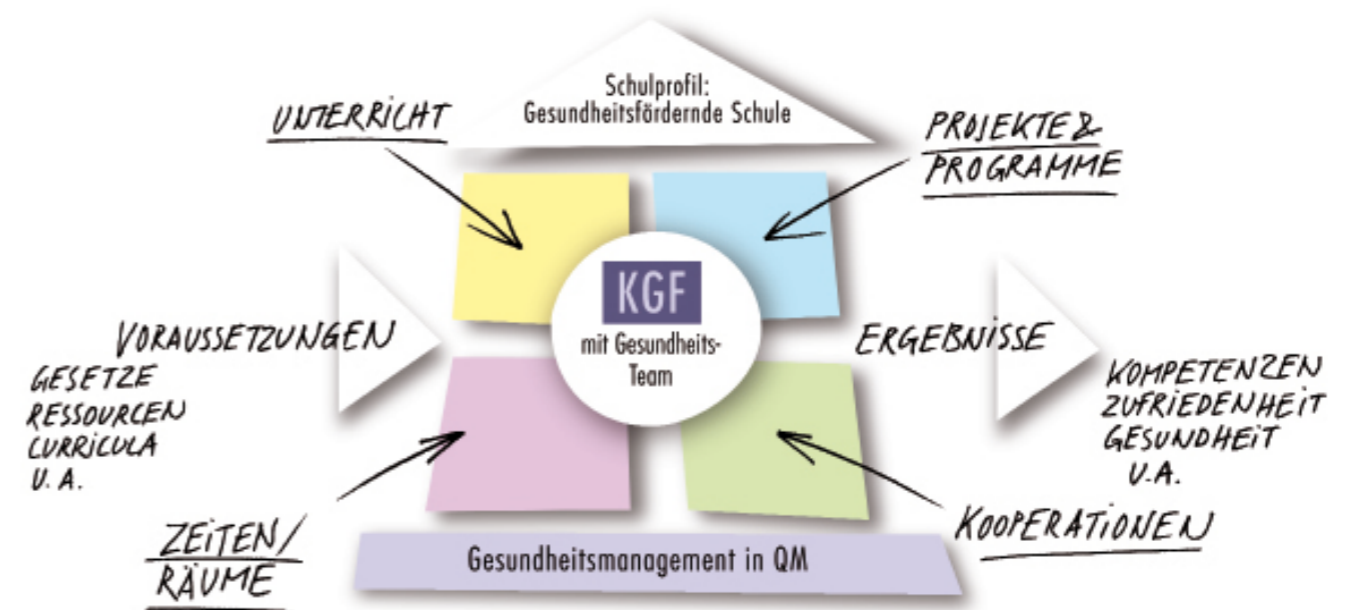 Schulprofil:
Gesundheitsfördernde Schule
UNTERRICHT
PROJEKTE &
PROGRAMME
KGF
mit Gesundheits-
Team
VORAUSSETZUNGEN
GESETZE
RESSOURCEN
CURRICULA
U. A.
ERGEBNISSE
KOMPETENZEN
ZUFRIEDENHEIT
GESUNDHEIT
U.A.
ZEITEN/
RÄUME
KOOPERATIONEN
Gesundheitsmanagement in QM